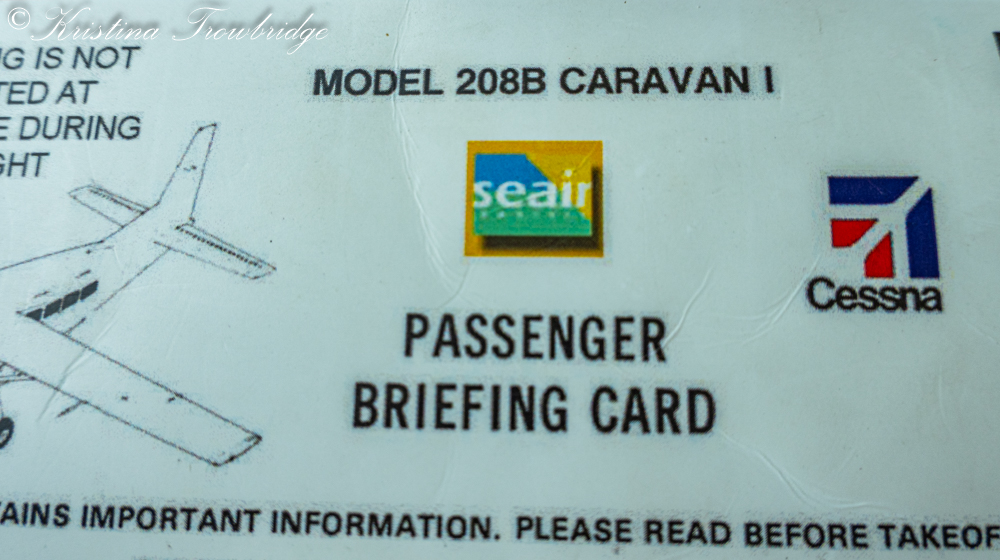 © Kristina Trowbridge
G IS NOT
TED AT
E DURING
GHT
MODEL 208B CARAVAN I
seair
Cessna
PASSENGER
BRIEFING CARD
AINS IMPORTANT INFORMATION. PLEASE READ BEFORE TAKEOF